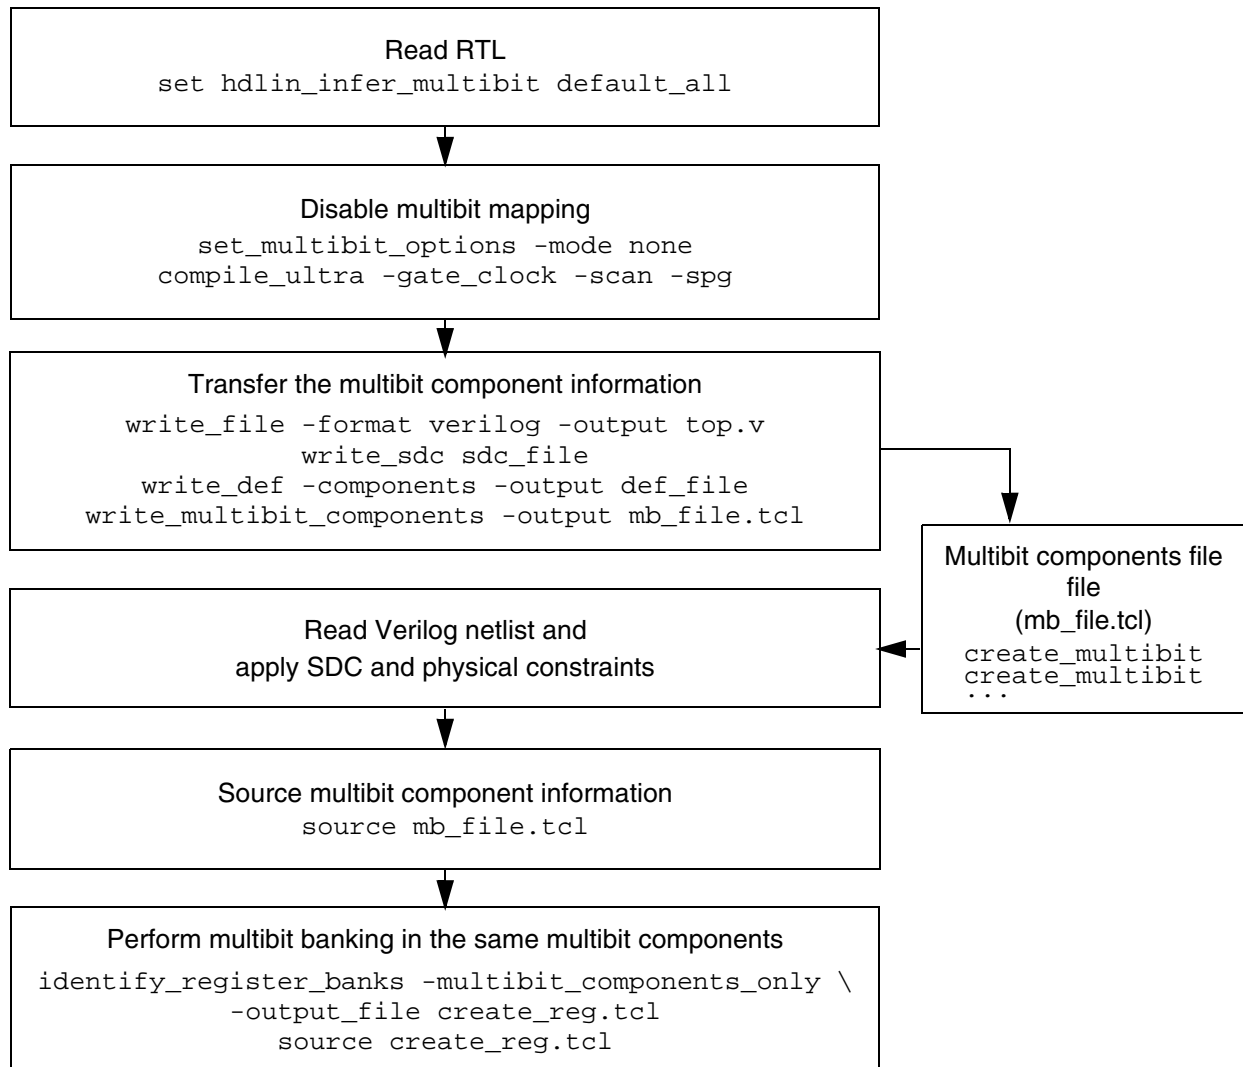 Read RTL
set hdlin_infer_multibit default_all
Disable multibit mapping
set_multibit_options -mode none
compile_ultra -gate_clock -scan -spg
Transfer the multibit component information
write_file -format verilog -output top.v
write_sdc sdc_file
write_def -components -output def_file
write_multibit_components -output mb_file.tcl
Multibit components file
file
(mb_file.tcl)
create_multibit
create_multibit
...
Read Verilog netlist and
apply SDC and physical constraints
Source multibit component information
source mb_file.tcl
Perform multibit banking in the same multibit components
identify_register_banks -multibit_components_only \
-output_file create_reg.tcl
source create_reg.tcl